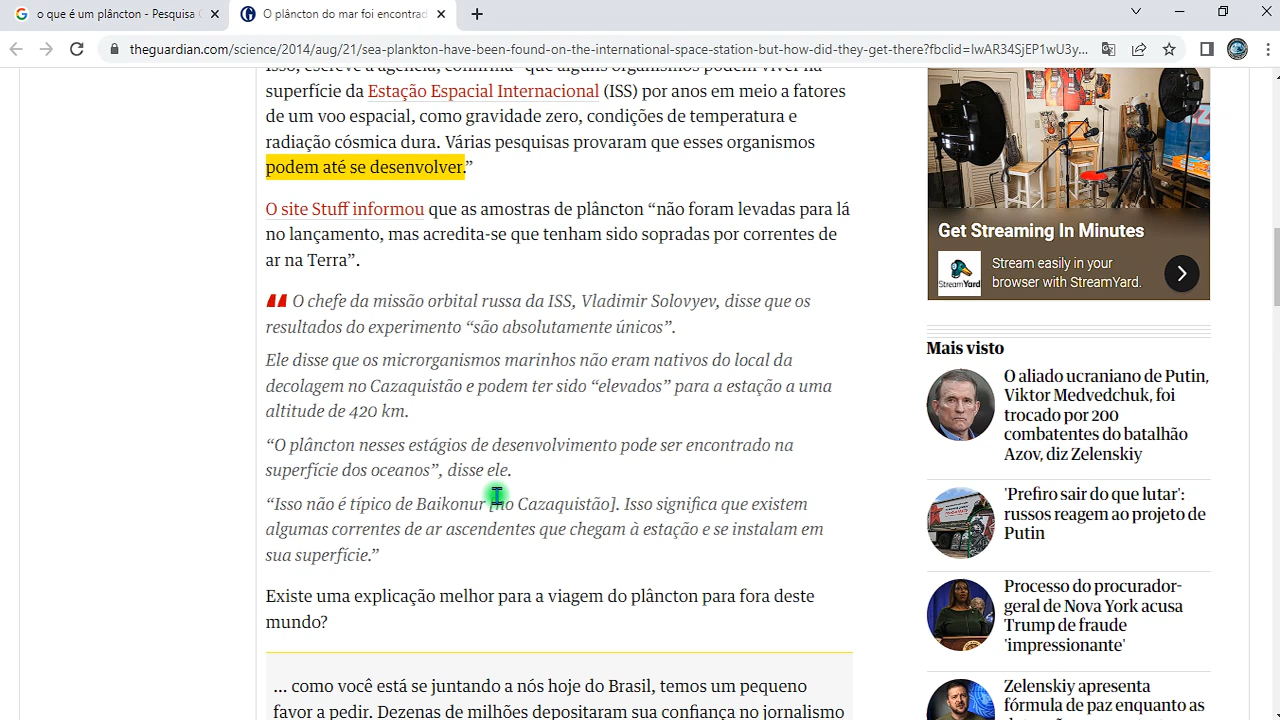 o que é um plâncton - Pesquisa
O plâncton do mar foi encontrad
theguardian.com/science/2014/aug/21/sea-plankton-have-been-found-on-the-international-space-station-but-how-did-they-get-there?fbclid=IwAR34SjEP1wU3y...
Isso, escreve a agência, confirma "que alguns organismos podem viver na
superfície da Estação Espacial Internacional (ISS) por anos em meio a fatores
de um voo espacial, como gravidade zero, condições de temperatura e
radiação cósmica dura. Várias pesquisas provaram que esses organismos
podem até se desenvolver.”
O site Stuff informou que as amostras de plâncton “não foram levadas para lá
no lançamento, mas acredita-se que tenham sido sopradas por correntes de
ar na Terra”.
O chefe da missão orbital russa da ISS, Vladimir Solovyev, disse que os
resultados do experimento “são absolutamente únicos”.
Ele disse que os microrganismos marinhos não eram nativos do local da
decolagem no Cazaquistão e podem ter sido “elevados” para a estação a uma
altitude de 420 km.
“O plâncton nesses estágios de desenvolvimento pode ser encontrado na
superfície dos oceanos”, disse ele.
“Isso não é típico de Baikonur [no Cazaquistão]. Isso significa que existem
algumas correntes de ar ascendentes que chegam à estação e se instalam em
sua superfície.”
Existe uma explicação melhor para a viagem do plâncton para fora deste
mundo?
... como você está se juntando a nós hoje do Brasil, temos um pequeno
favor a pedir. Dezenas de milhões depositaram sua confiança no jornalismo
Get Streaming In Minutes
StreamYard
Stream easily in your
browser with StreamYard.
Mais visto
O aliado ucraniano de Putin,
Viktor Medvedchuk, foi
trocado por 200
combatentes do batalhão
Azov, diz Zelenskiy
'Prefiro sair do que lutar':
russos reagem ao projeto de
Putin
Processo do procurador-
geral de Nova York acusa
Trump de fraude
'impressionante'
Zelenskiy apresenta
fórmula de paz enquanto as